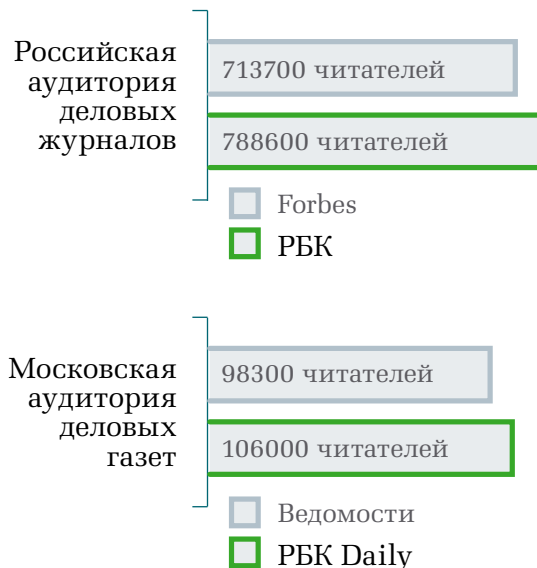 Российская
аудитория
деловых
журналов
713700 читателей
788600 читателей
Forbes
РБК
Московская
аудитория
деловых
газет
98300 читателей
106000 читателей
Ведомости
РБК Daily